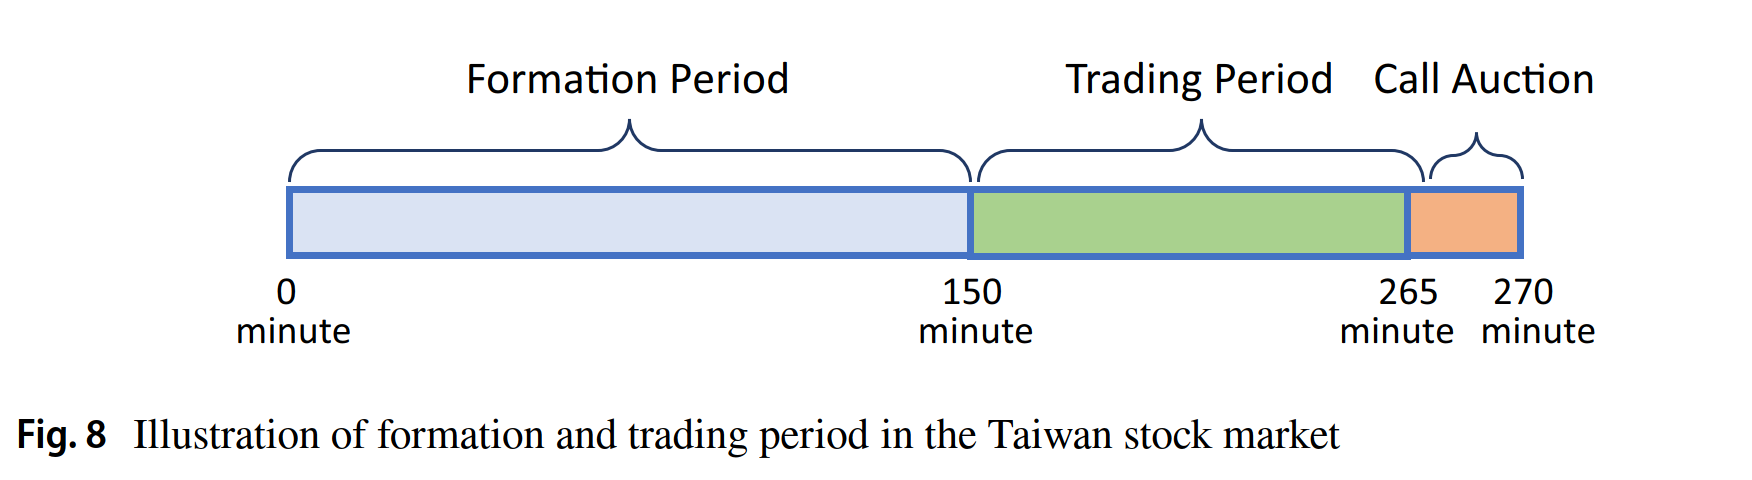 Formation Period
Trading Period
Call Auction
0
minute
150
minute
265
minute
270
minute
Fig. 8 Illustration of formation and trading period in the Taiwan stock market